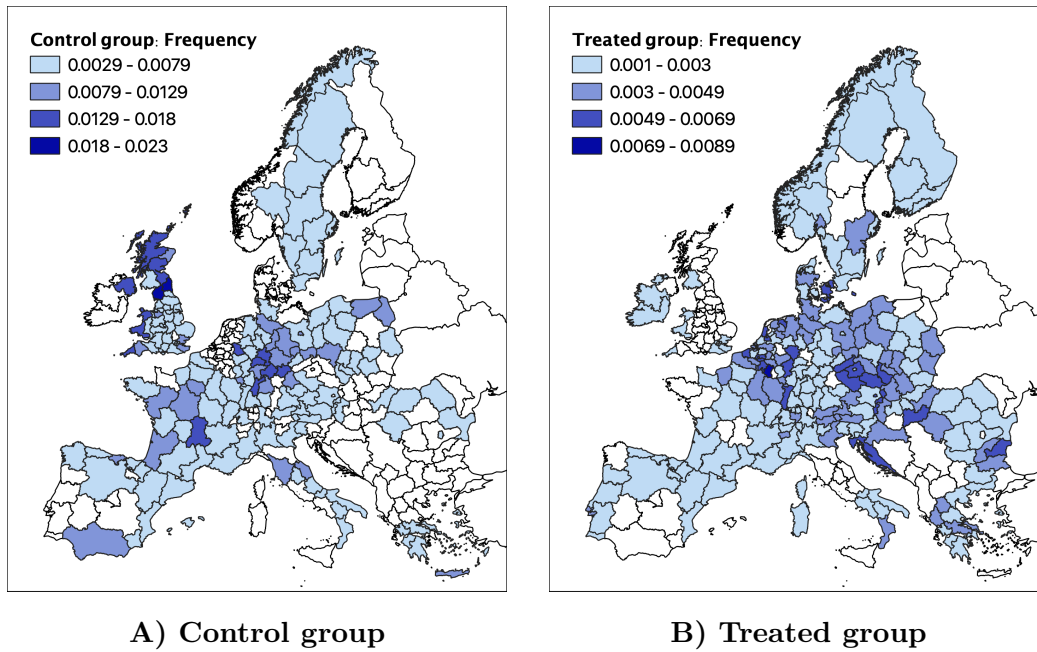 Control group: Frequency
0.0029 – 0.0079
0.0079 – 0.0129
0.0129 – 0.018
0.018 – 0.023
Treated group: Frequency
0.001 – 0.003
0.003 – 0.0049
0.0049 – 0.0069
0.0069 – 0.0089
A) Control group
B) Treated group